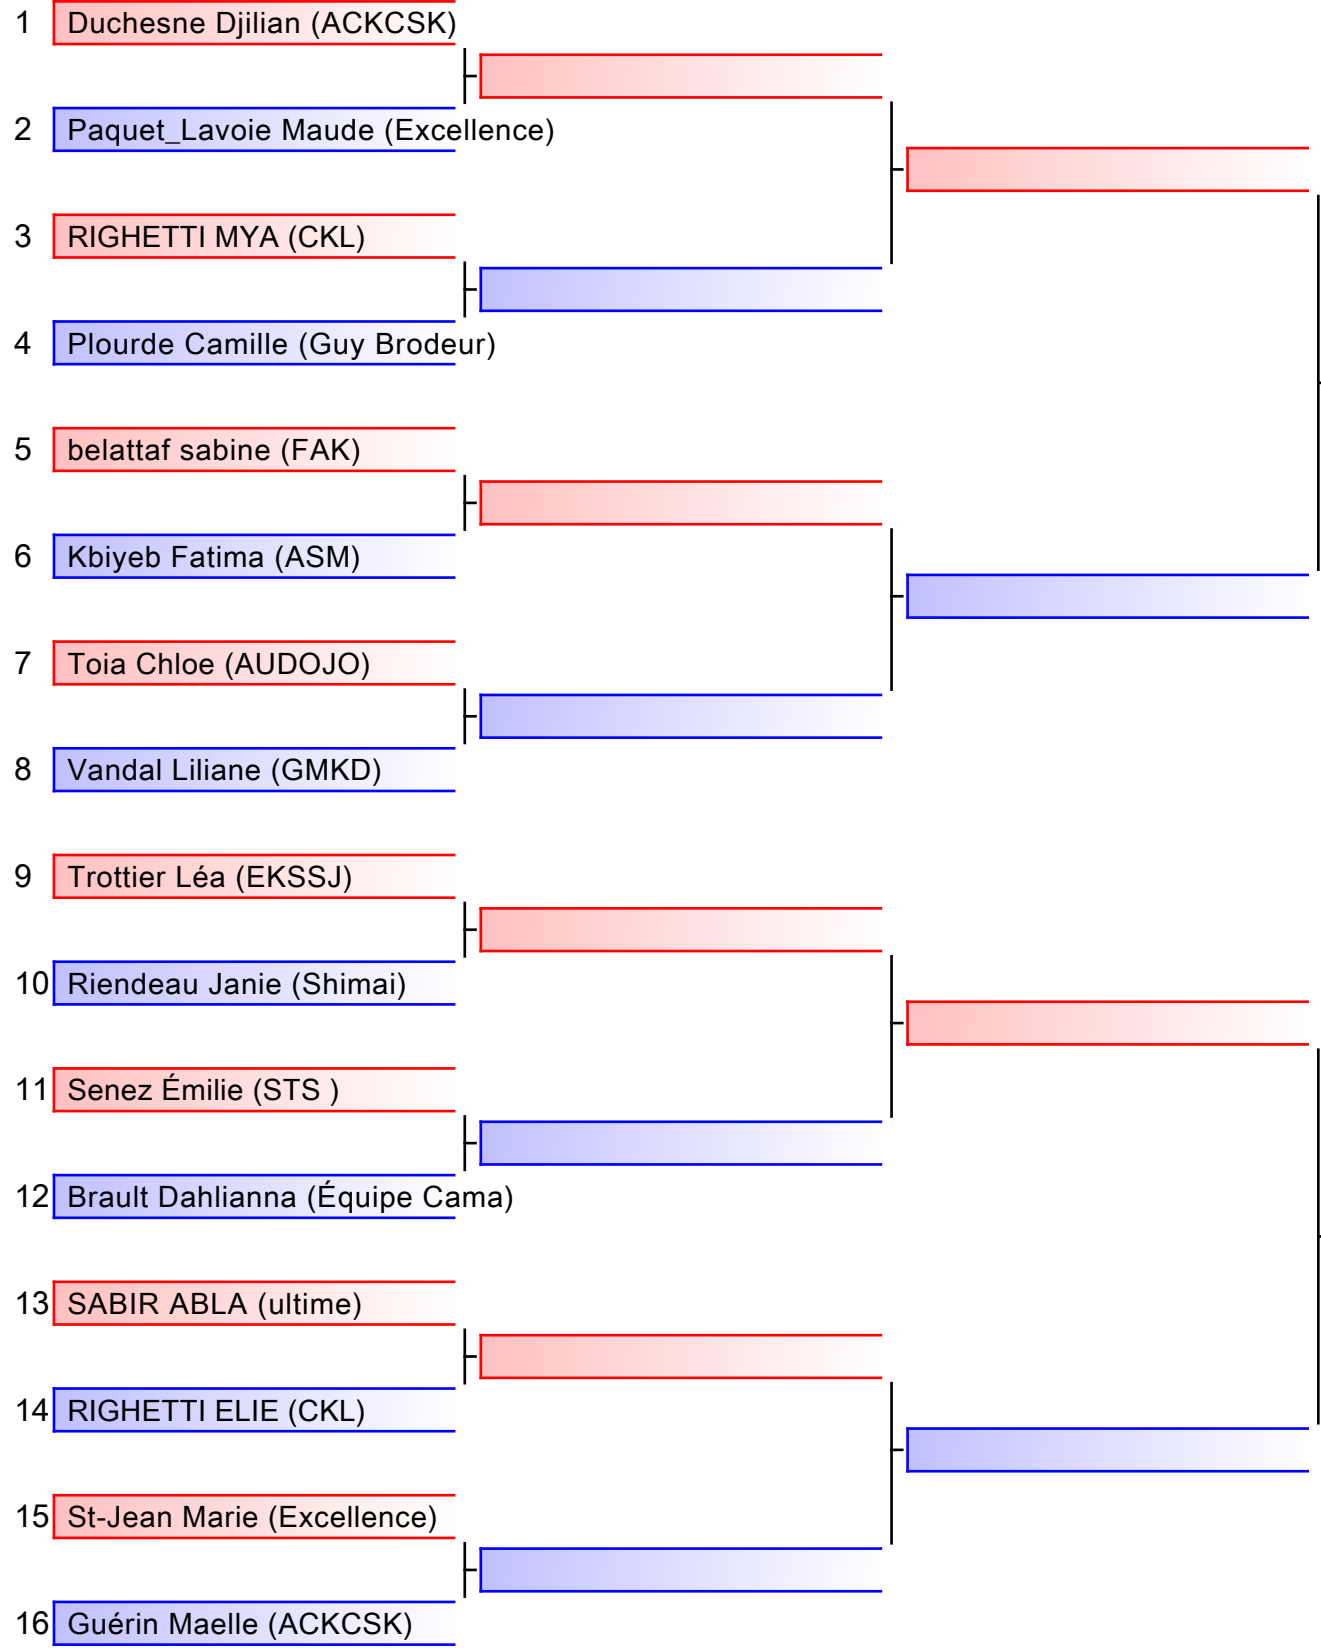 1 Duchesne Djilian (ACKCSK)
2 Paquet_Lavoie Maude (Excellence)
3 RIGHETTI MYA (CKL)
4 Plourde Camille (Guy Brodeur)
5 belattaf sabine (FAK)
6 Kbiyeb Fatima (ASM)
7 Toia Chloe (AUDOJO)
8 Vandal Liliane (GMKD)
9 Trottier Léa (EKSSJ)
10 Riendeau Janie (Shimai)
11 Senez Émilie (STS )
12 Brault Dahlianna (Équipe Cama)
13 SABIR ABLA (ultime)
14 RIGHETTI ELIE (CKL)
15 St-Jean Marie (Excellence)
16 Guérin Maelle (ACKCSK)